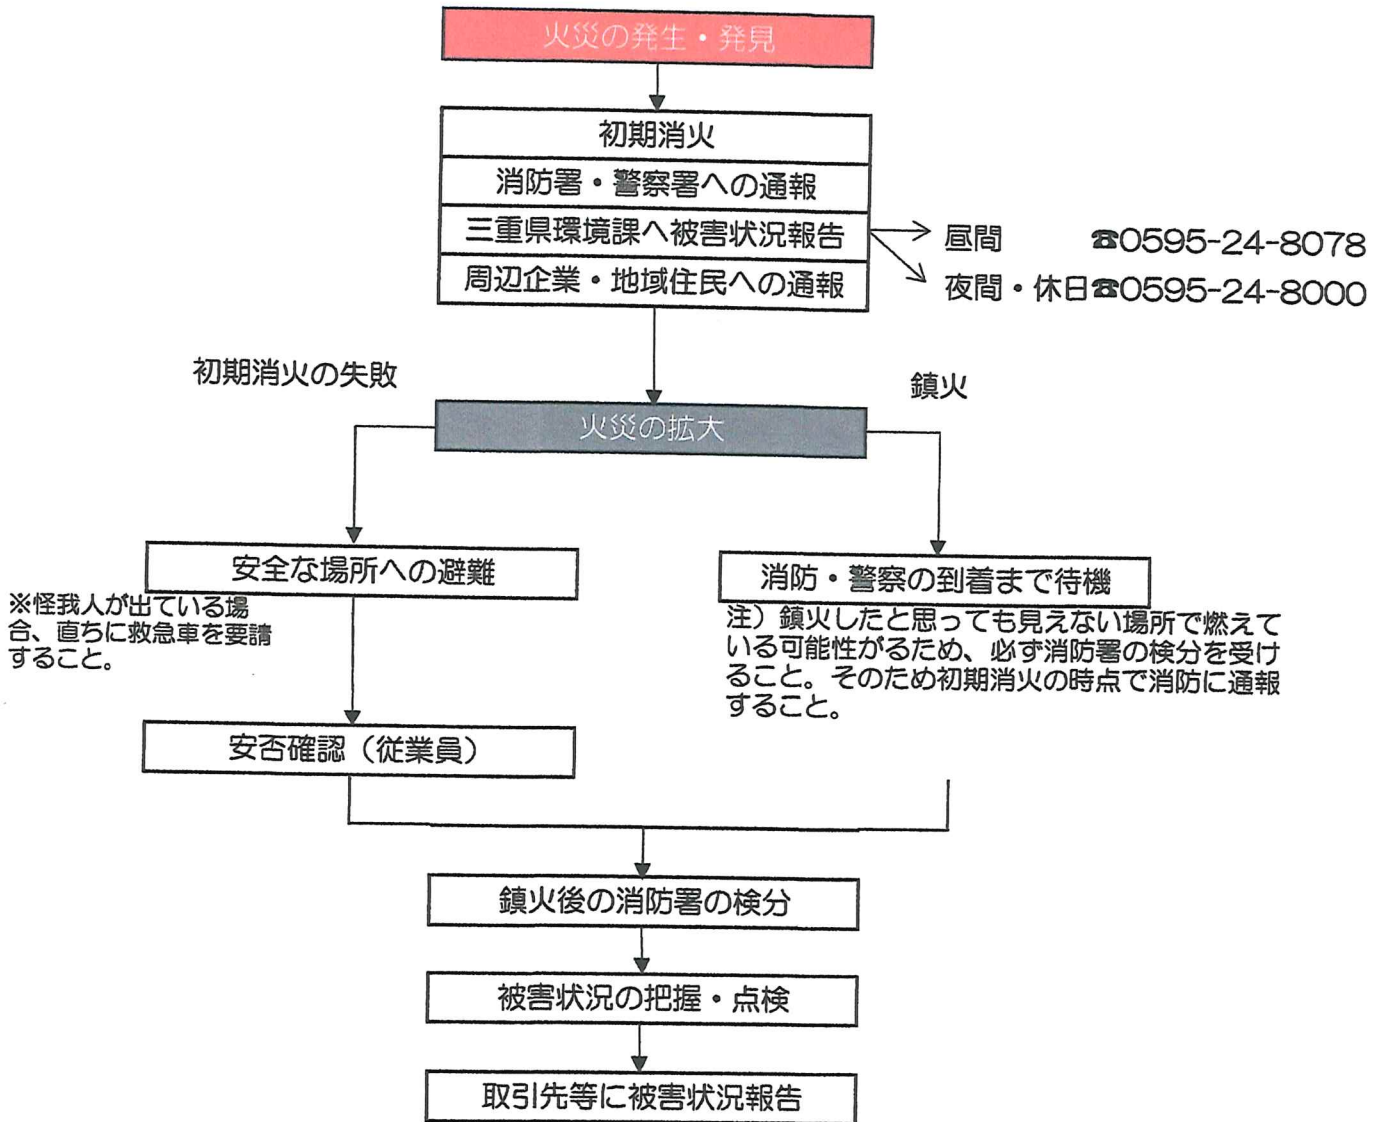 火災の発生・発見
初期消火
消防署・警察署への通報
三重県環境課へ被害状況報告
周辺企業・地域住民への通報
昼間 ☎0595-24-8078
夜間・休日☎0595-24-8000
初期消火の失敗
鎮火
火災の拡大
安全な場所への避難
※怪我人が出ている場
合、直ちに救急車を要請
すること。
消防・警察の到着まで待機
注）鎮火したと思っても見えない場所で燃えて
いる可能性がるため、必ず消防署の検分を受け
ること。そのため初期消火の時点で消防に通報
すること。
安否確認（従業員）
鎮火後の消防署の検分
被害状況の把握・点検
取引先等に被害状況報告